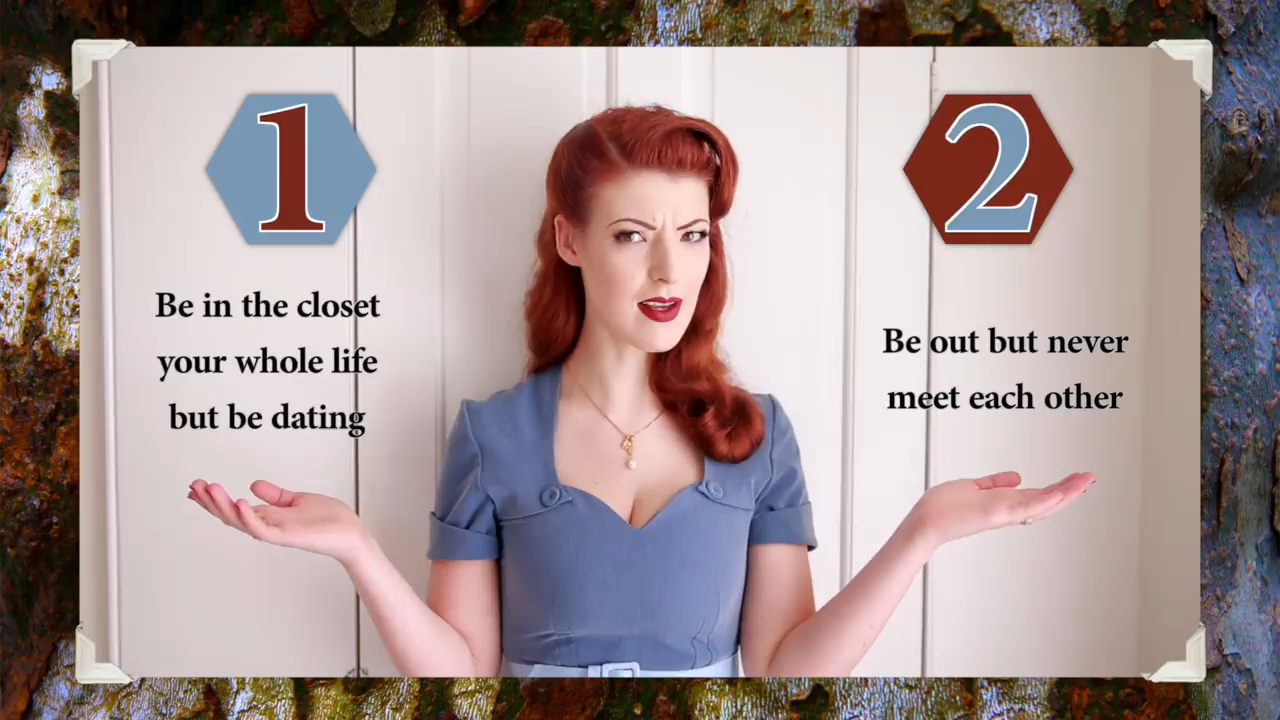 1
Be in the closet
your whole life
but be dating
2
Be out but never
meet each other